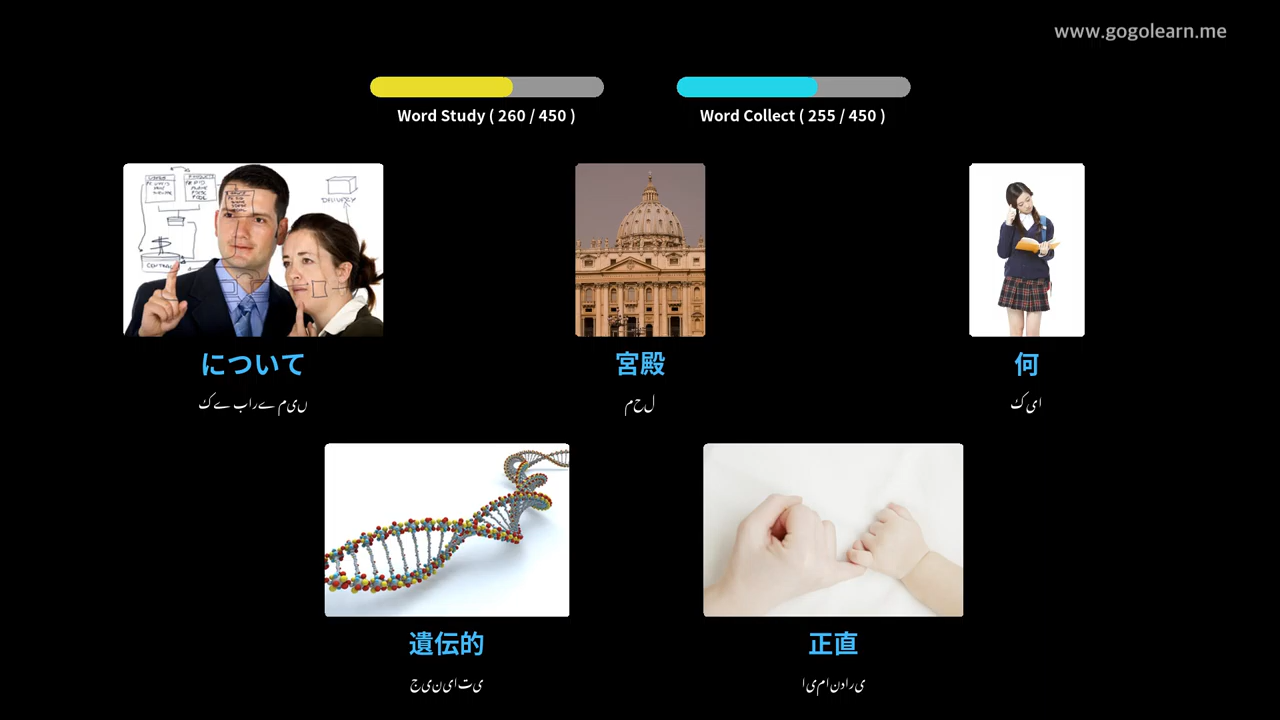 www.gogolearn.me
Word Study ( 260 / 450 )
Word Collect ( 255 / 450 )
DELIVERY
について
宮殿
何
کے بارے میں
محل
کیا
遺伝的
正直
جینیاتی
ایمانداری